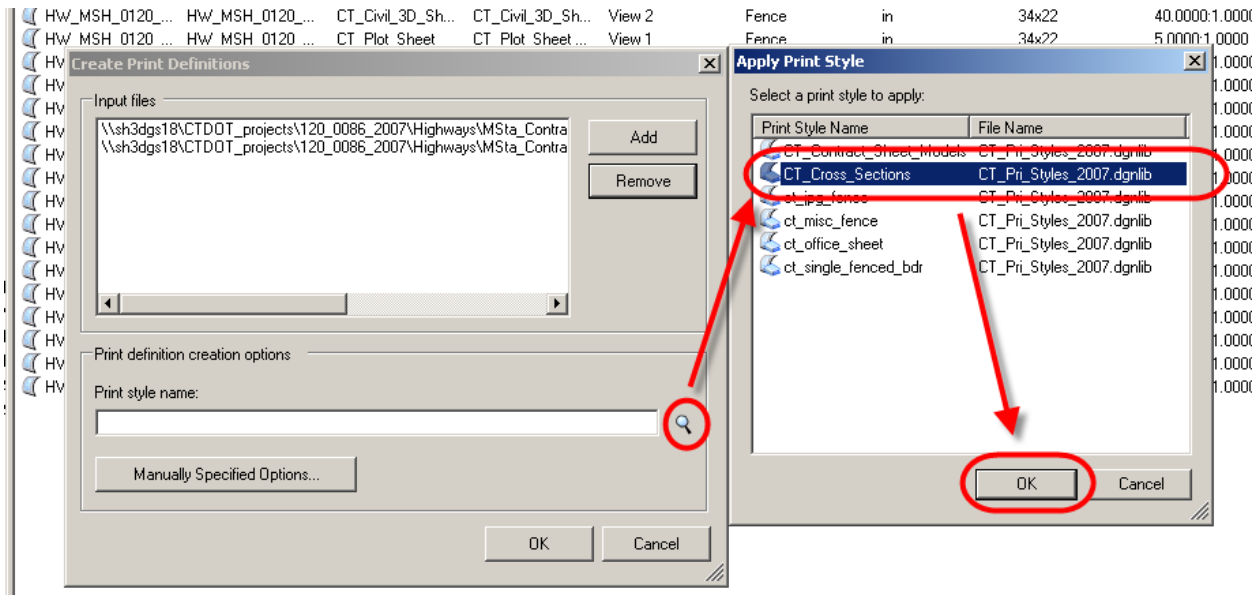 HW_MSH_0120_... HW_MSH_0120_... CT_Civil_3D_Sh... CT_Civil_3D_Sh... View 2 Fence in 34x22 40.0000:1.0000
HW_MSH_0120_... HW_MSH_0120_... CT_Plot_Sheet CT_Plot_Sheet ... View 1 Fence in 34x22 5.0000:1.0000
Create Print Definitions
Input files
\\sh3dgs18\CTDOT_projects\120_0086_2007\Highways\MSta_Contra
\\sh3dgs18\CTDOT_projects\120_0086_2007\Highways\MSta_Contra
Add
Remove
Print definition creation options
Print style name:
Manually Specified Options...
OK Cancel
Apply Print Style
Select a print style to apply:
Print Style Name File Name
CT_Contract_Sheet_Models CT_Pri_Styles_2007.dgnlib
CT_Cross_Sections CT_Pri_Styles_2007.dgnlib
ct_jpg_fence CT_Pri_Styles_2007.dgnlib
ct_misc_fence CT_Pri_Styles_2007.dgnlib
ct_office_sheet CT_Pri_Styles_2007.dgnlib
ct_single_fenced_bdr CT_Pri_Styles_2007.dgnlib
OK Cancel